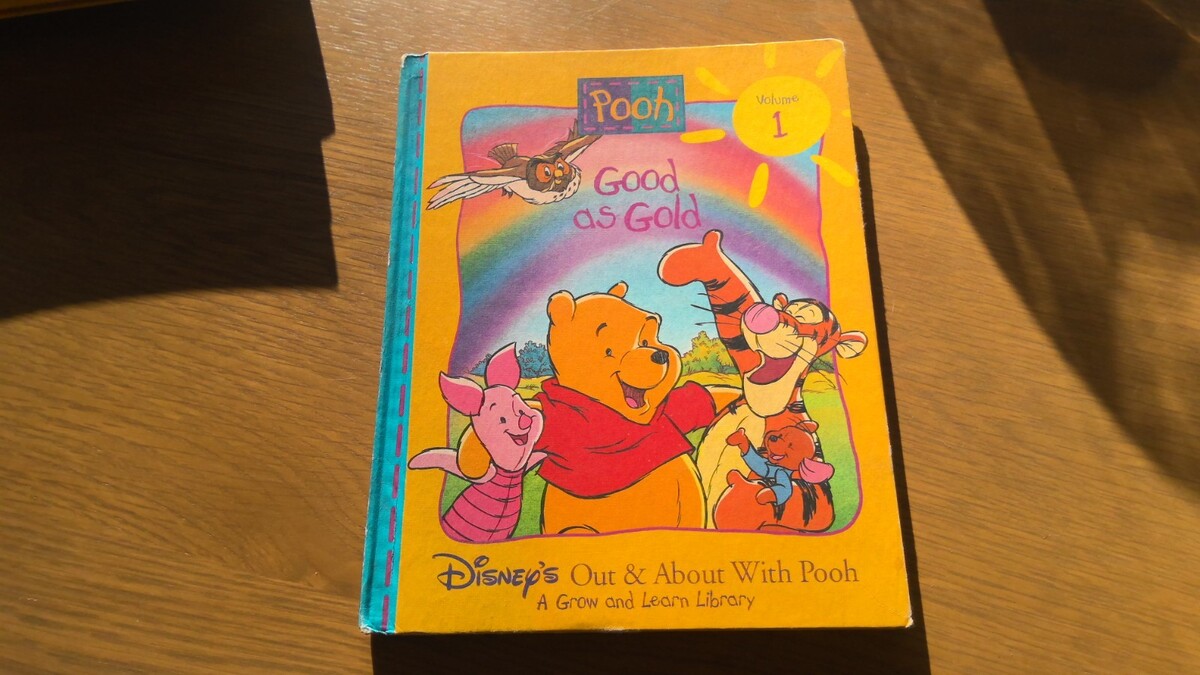 Pooh
Volume
1
Good
as Gold
Disney's Out & About With Pooh
A Grow and Learn Library